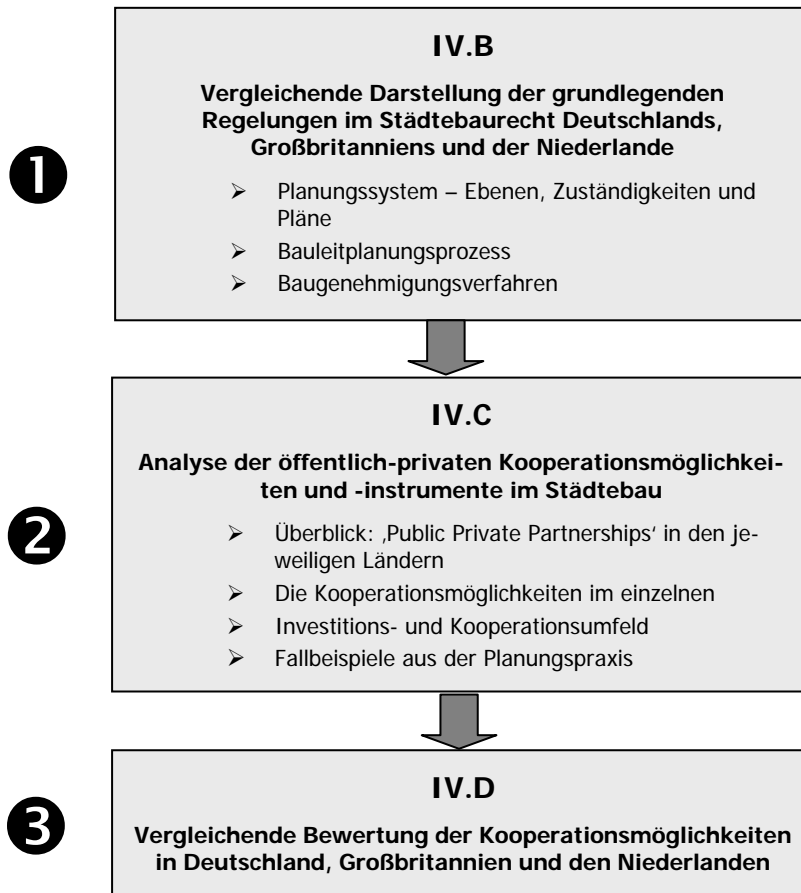 ❶
IV.B
Vergleichende Darstellung der grundlegenden
Regelungen im Städtebaurecht Deutschlands,
Großbritanniens und der Niederlande
➢ Planungssystem – Ebenen, Zuständigkeiten und
Pläne
➢ Bauleitplanungsprozess
➢ Baugenehmigungsverfahren
❷
IV.C
Analyse der öffentlich-privaten Kooperationsmöglichkei-
ten und -instrumente im Städtebau
➢ Überblick: ‚Public Private Partnerships‘ in den je-
weiligen Ländern
➢ Die Kooperationsmöglichkeiten im einzelnen
➢ Investitions- und Kooperationsumfeld
➢ Fallbeispiele aus der Planungspraxis
❸
IV.D
Vergleichende Bewertung der Kooperationsmöglichkeiten
in Deutschland, Großbritannien und den Niederlanden